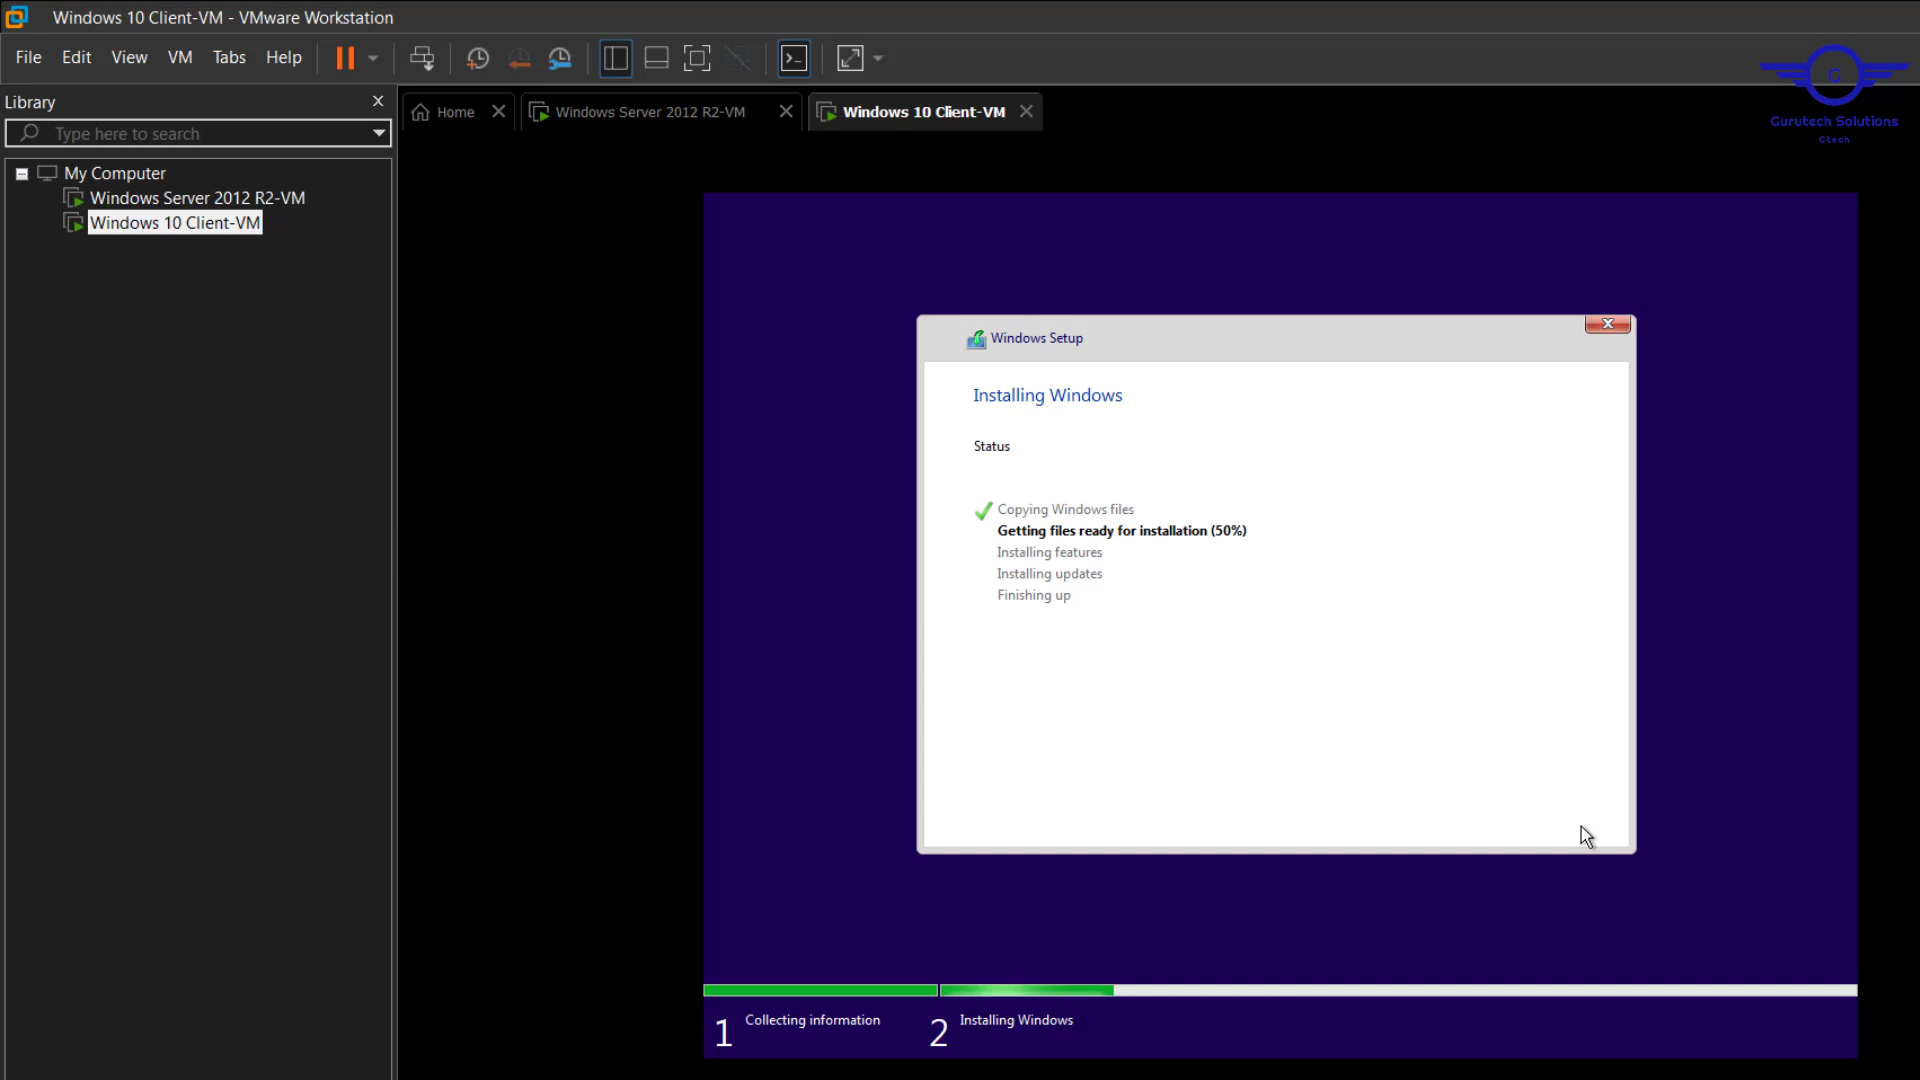 Windows 10 Client-VM - VMware Workstation
File Edit View VM Tabs Help
Library
Type here to search
My Computer
Windows Server 2012 R2-VM
Windows 10 Client-VM
Home
Windows Server 2012 R2-VM
Windows 10 Client-VM
G
Gurutech Solutions
Gtech
Windows Setup
Installing Windows
Status
Copying Windows files
Getting files ready for installation (50%)
Installing features
Installing updates
Finishing up
1 Collecting information
2 Installing Windows